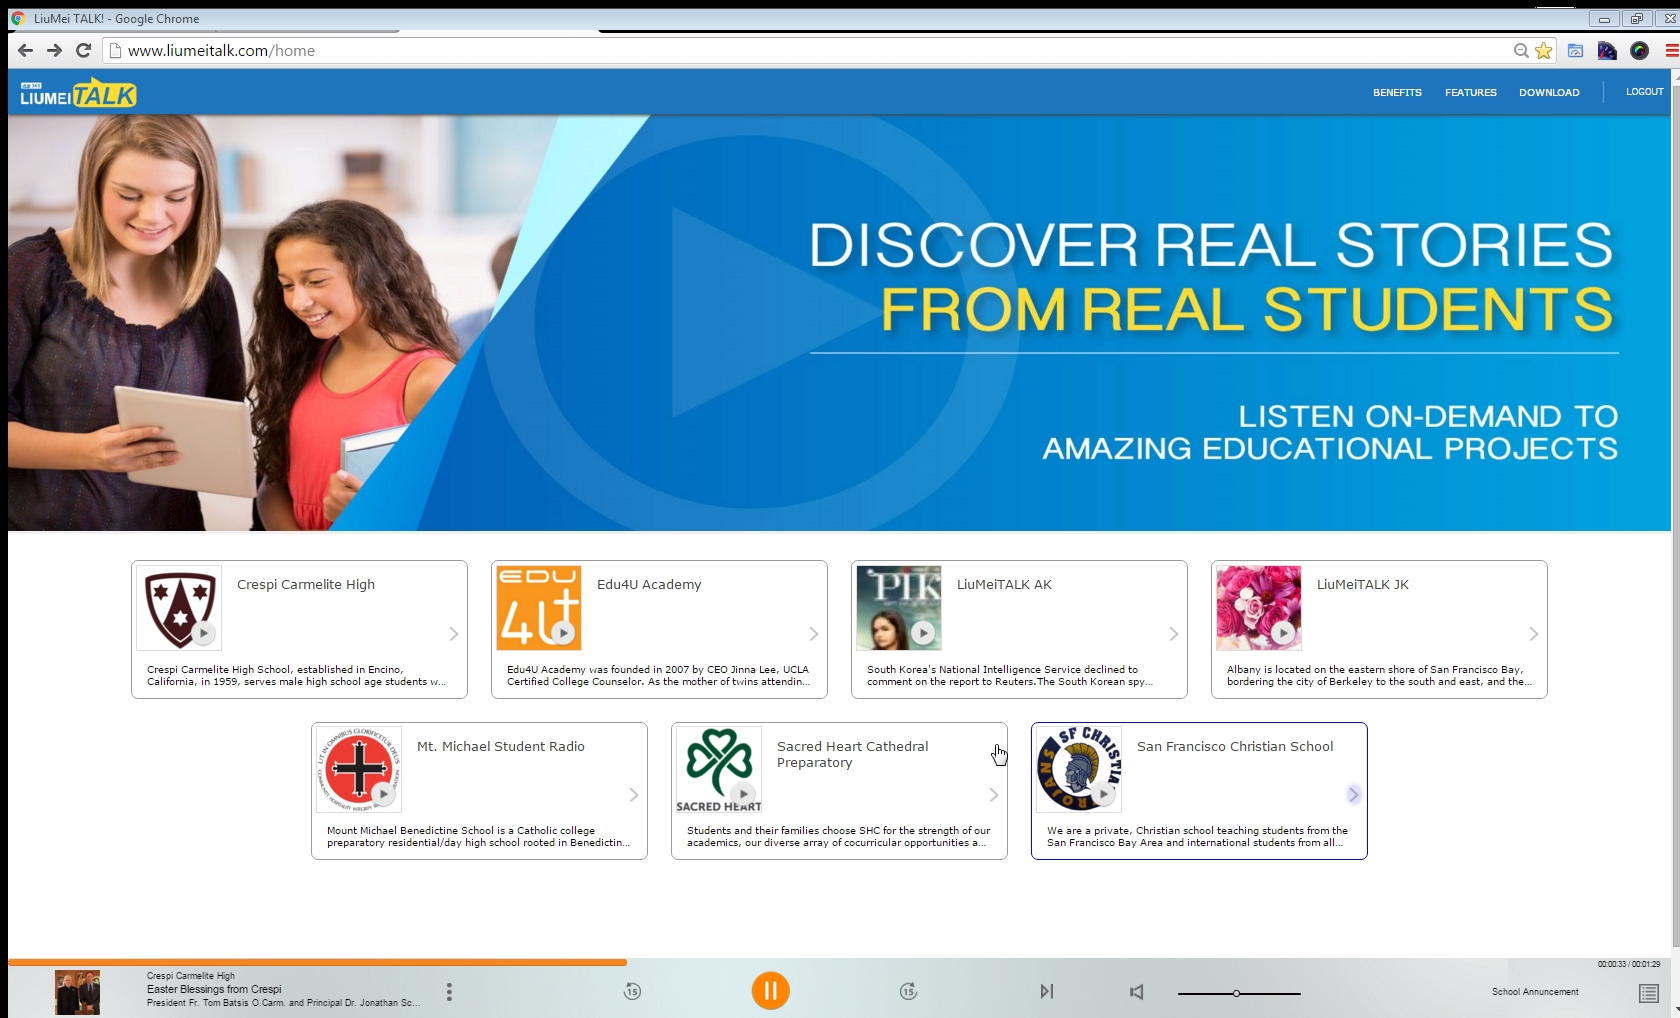 LiuMei TALK! - Google Chrome
www.liumeitalk.com/home
LIUMEI TALK
BENEFITS FEATURES DOWNLOAD LOGOUT
DISCOVER REAL STORIES
FROM REAL STUDENTS
LISTEN ON-DEMAND TO
AMAZING EDUCATIONAL PROJECTS
Crespi Carmelite High
Crespi Carmelite High School, established in Encino,
California, in 1959, serves male high school age students w...
EDU
4U
Edu4U Academy
Edu4U Academy was founded in 2007 by CEO Jinna Lee, UCLA
Certified College Counselor. As the mother of twins attendin...
PIK
LiuMeiTALK AK
South Korea's National Intelligence Service declined to
comment on the report to Reuters.The South Korean spy...
LiuMeiTALK JK
Albany is located on the eastern shore of San Francisco Bay,
bordering the city of Berkeley to the south and east, and the...
UT IN OMNIBUS GLORIFICETUR DEUS
Mt. Michael Student Radio
Mount Michael Benedictine School is a Catholic college
preparatory residential/day high school rooted in Benedictin...
SACRED HEART
Sacred Heart Cathedral
Preparatory
Students and their families choose SHC for the strength of our
academics, our diverse array of cocurricular opportunities a...
SF CHRISTIA
ROJANS
San Francisco Christian School
We are a private, Christian school teaching students from the
San Francisco Bay Area and international students from all...
Crespi Carmelite High
Easter Blessings from Crespi
President Fr. Tom Batsis O.Carm. and Principal Dr. Jonathan Sc...
15
15
00:00:33 / 00:01:29
School Annuncement